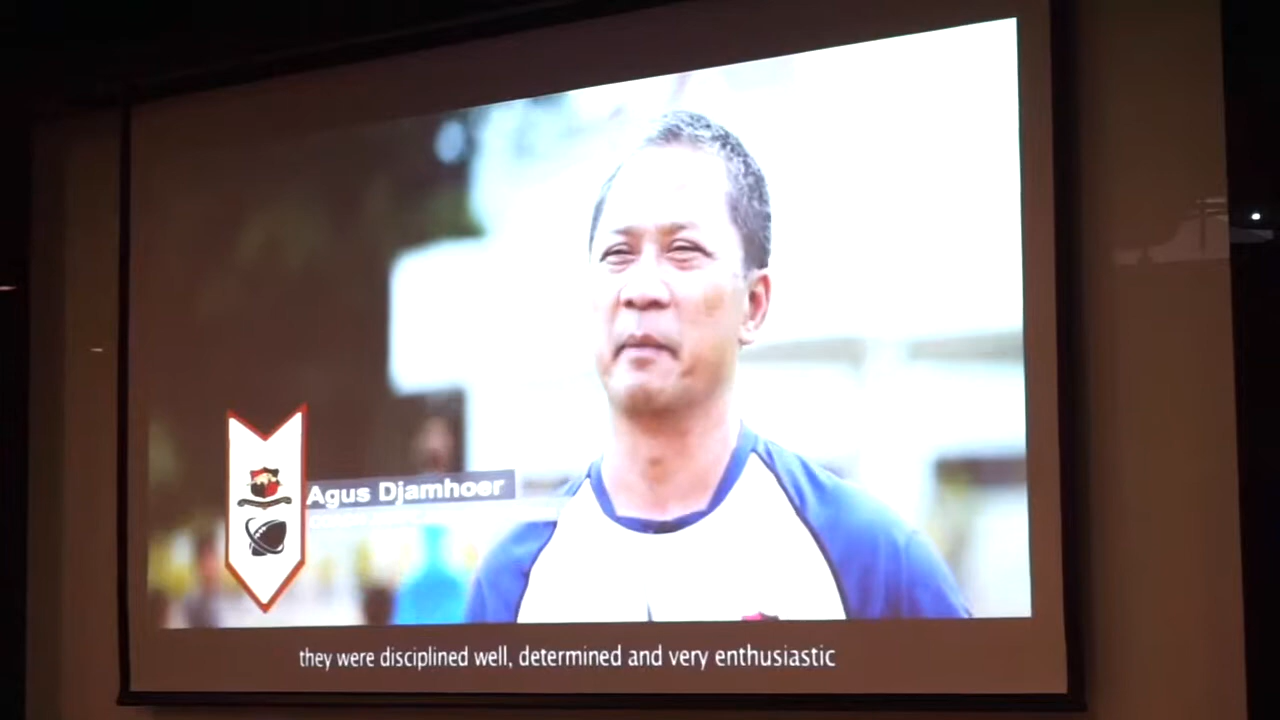 Agus Djamhoer
they were disciplined well, determined and very enthusiastic